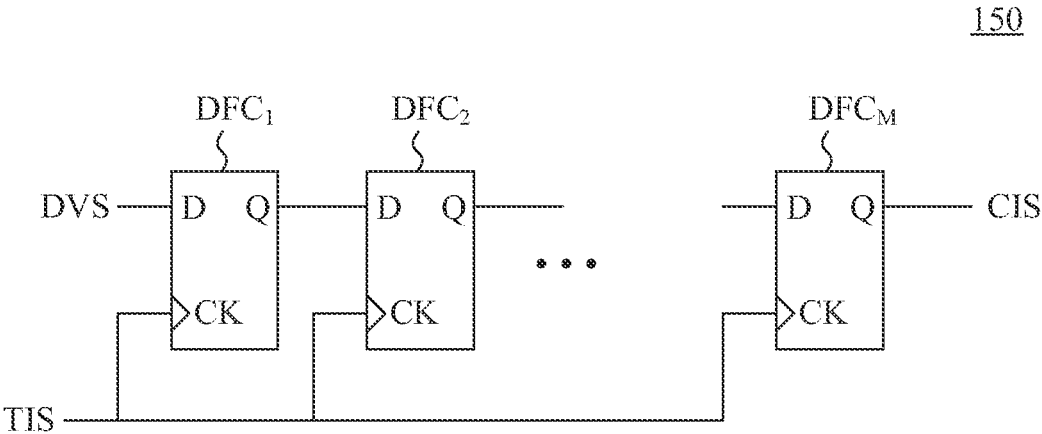 150
DFC₁ DFC₂ DFCM
DVS D Q D Q D Q CIS
CK CK CK
TIS